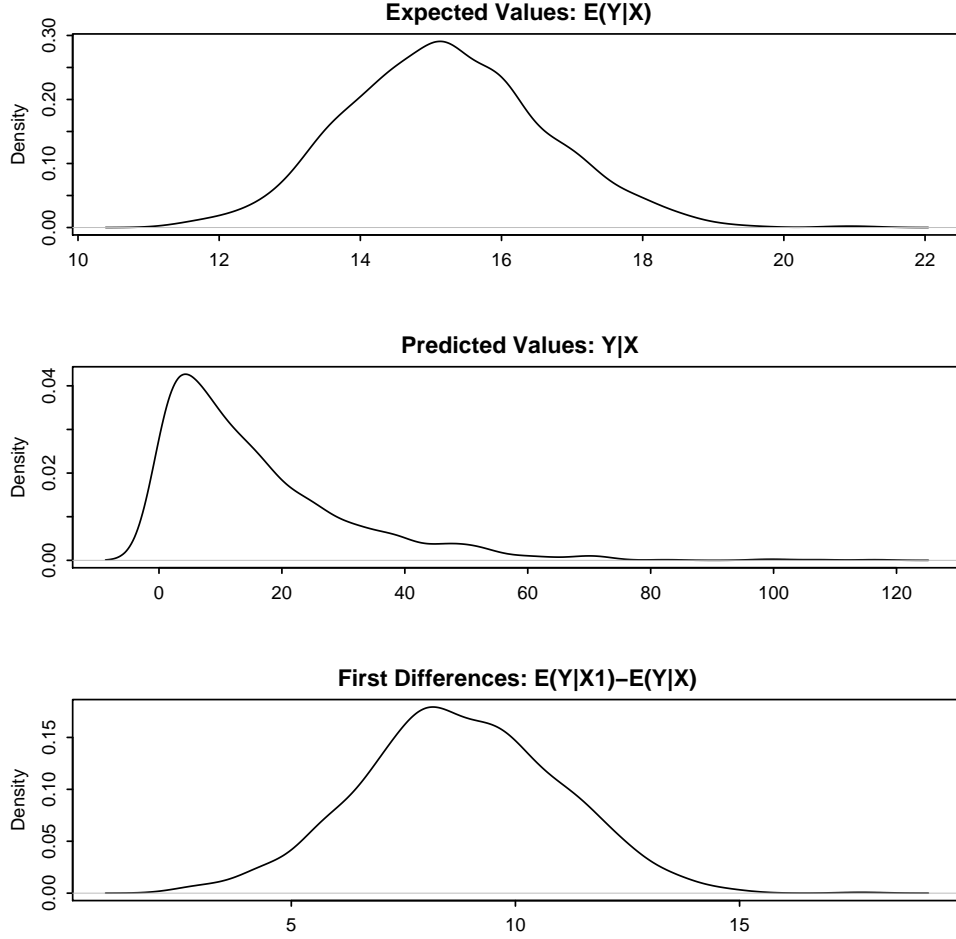 Expected Values: E(Y|X)
Density
0.00 0.10 0.20 0.30
10 12 14 16 18 20 22
Predicted Values: Y|X
Density
0.00 0.02 0.04
0 20 40 60 80 100 120
First Differences: E(Y|X1)−E(Y|X)
Density
0.00 0.05 0.10 0.15
5 10 15